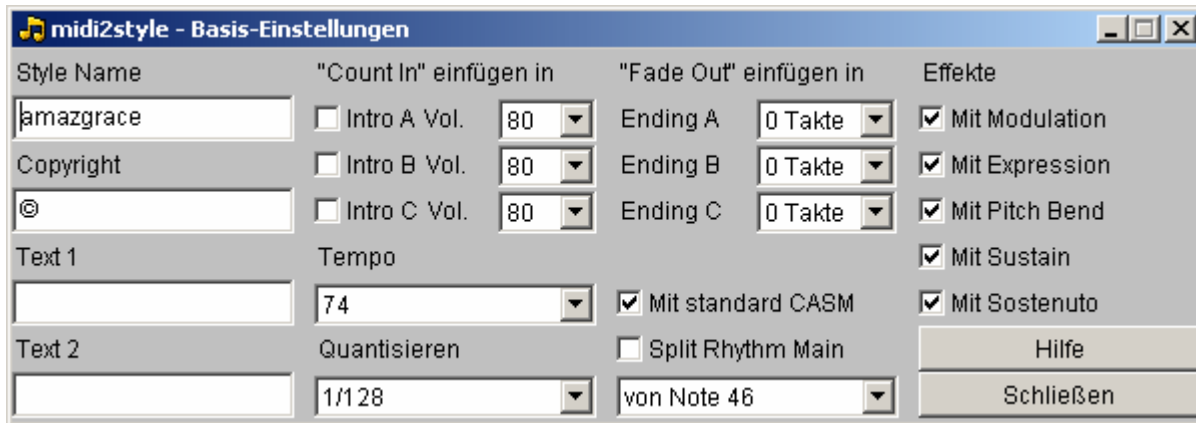 midi2style - Basis-Einstellungen
Style Name "Count In" einfügen in "Fade Out" einfügen in Effekte
amazgrace Intro A Vol. 80 Ending A 0 Takte Mit Modulation
Copyright Intro B Vol. 80 Ending B 0 Takte Mit Expression
© Intro C Vol. 80 Ending C 0 Takte Mit Pitch Bend
Text 1 Tempo Mit Sustain
74 Mit standard CASM Mit Sostenuto
Text 2 Quantisieren Split Rhythm Main Hilfe
1/128 von Note 46 Schließen